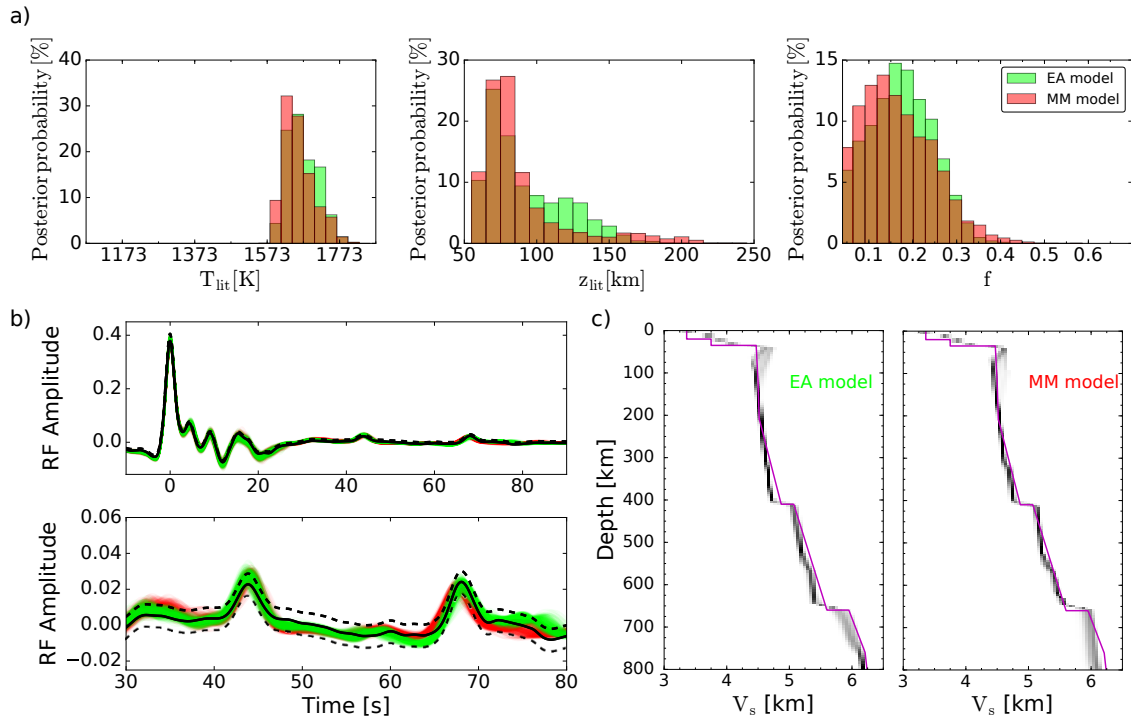 a)
Posterior probability [%]
40
30
20
10
0
1173 1373 1573 1773
T_lit [K]
Posterior probability [%]
30
20
10
0
50 100 150 200 250
z_lit [km]
Posterior probability [%]
15
10
5
0
0.1 0.2 0.3 0.4 0.5 0.6
f
EA model
MM model
b)
RF Amplitude
0.4
0.2
0.0
0 20 40 60 80
RF Amplitude
0.06
0.04
0.02
0.00
−0.02
30 40 50 60 70 80
Time [s]
c)
Depth [km]
0
100
200
300
400
500
600
700
800
EA model
3 4 5 6
V_s [km]
MM model
3 4 5 6
V_s [km]